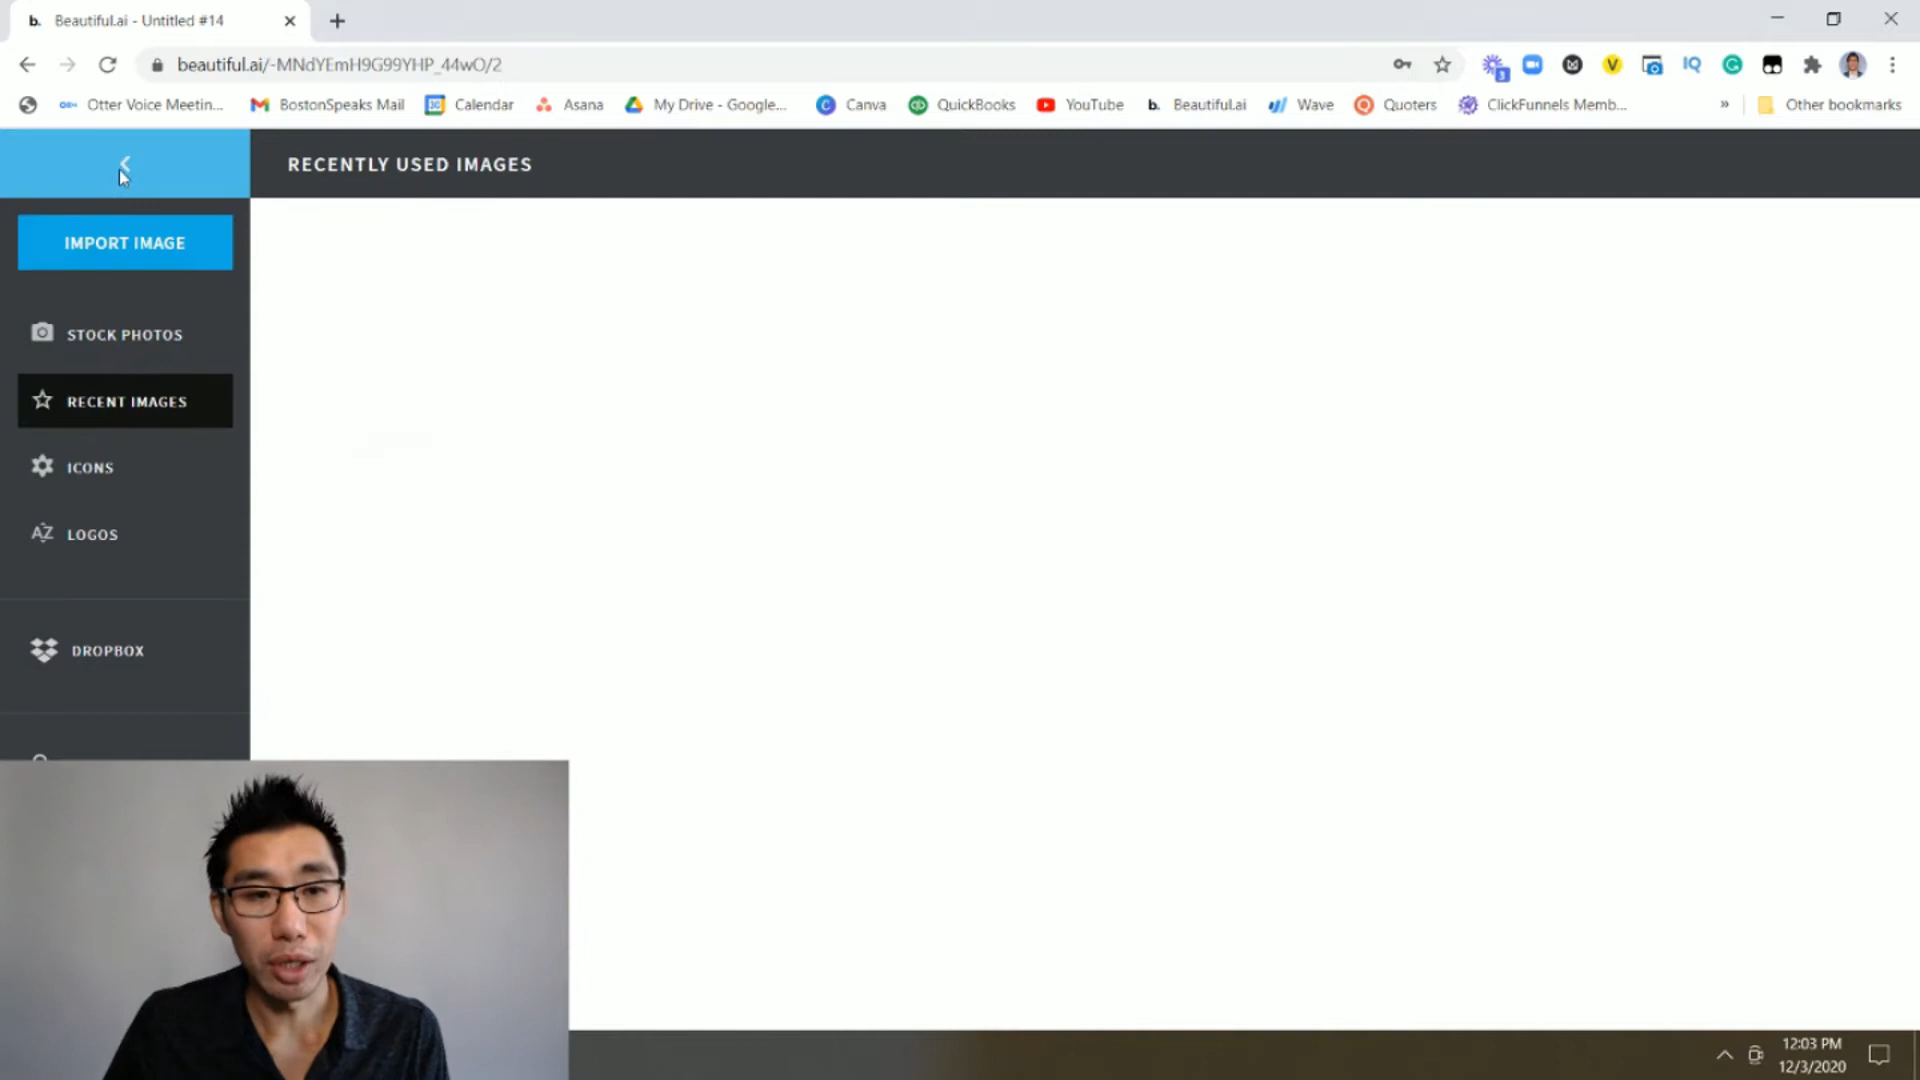 b. Beautiful.ai - Untitled #14
beautiful.ai/-MNdYEmH9G99YHP_44wO/2
3
Otter Voice Meetin... BostonSpeaks Mail Calendar Asana My Drive - Google... Canva QuickBooks YouTube b. Beautiful.ai Wave Quoters ClickFunnels Memb... » Other bookmarks
RECENTLY USED IMAGES
IMPORT IMAGE
STOCK PHOTOS
RECENT IMAGES
ICONS
AZ LOGOS
DROPBOX
12:03 PM
12/3/2020